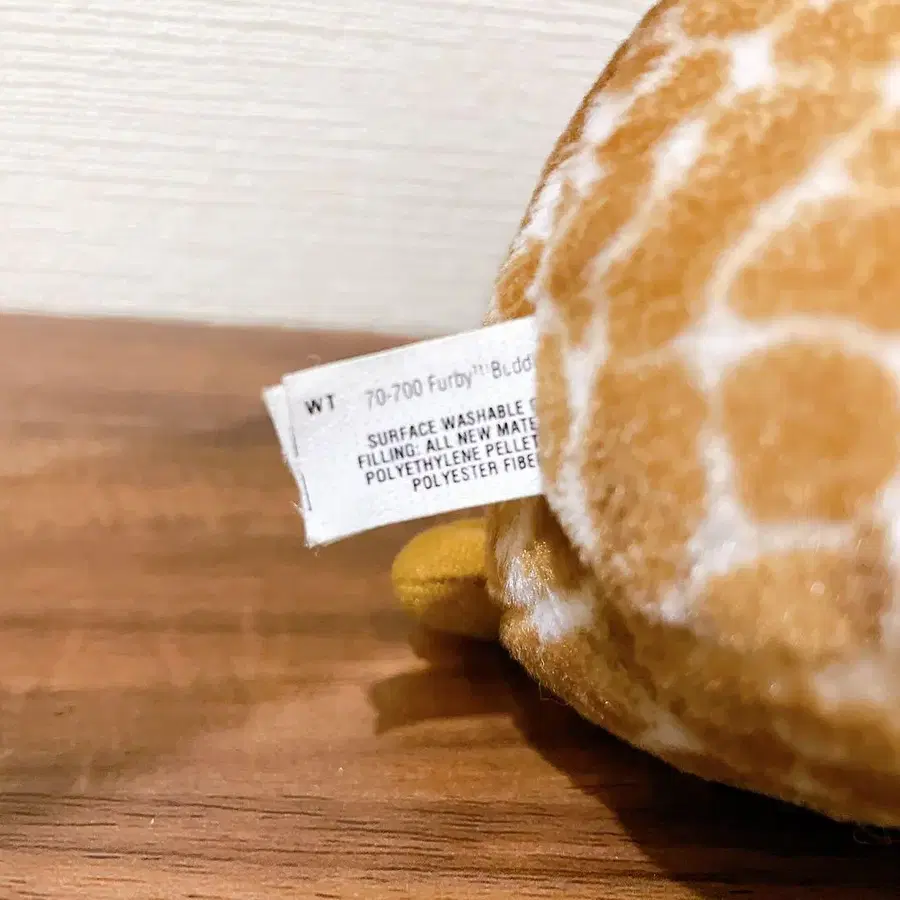 WT 70-700 Furby™ Budd
SURFACE WASHABLE
FILLING: ALL NEW MATE
POLYETHYLENE PELLET
POLYESTER FIBE